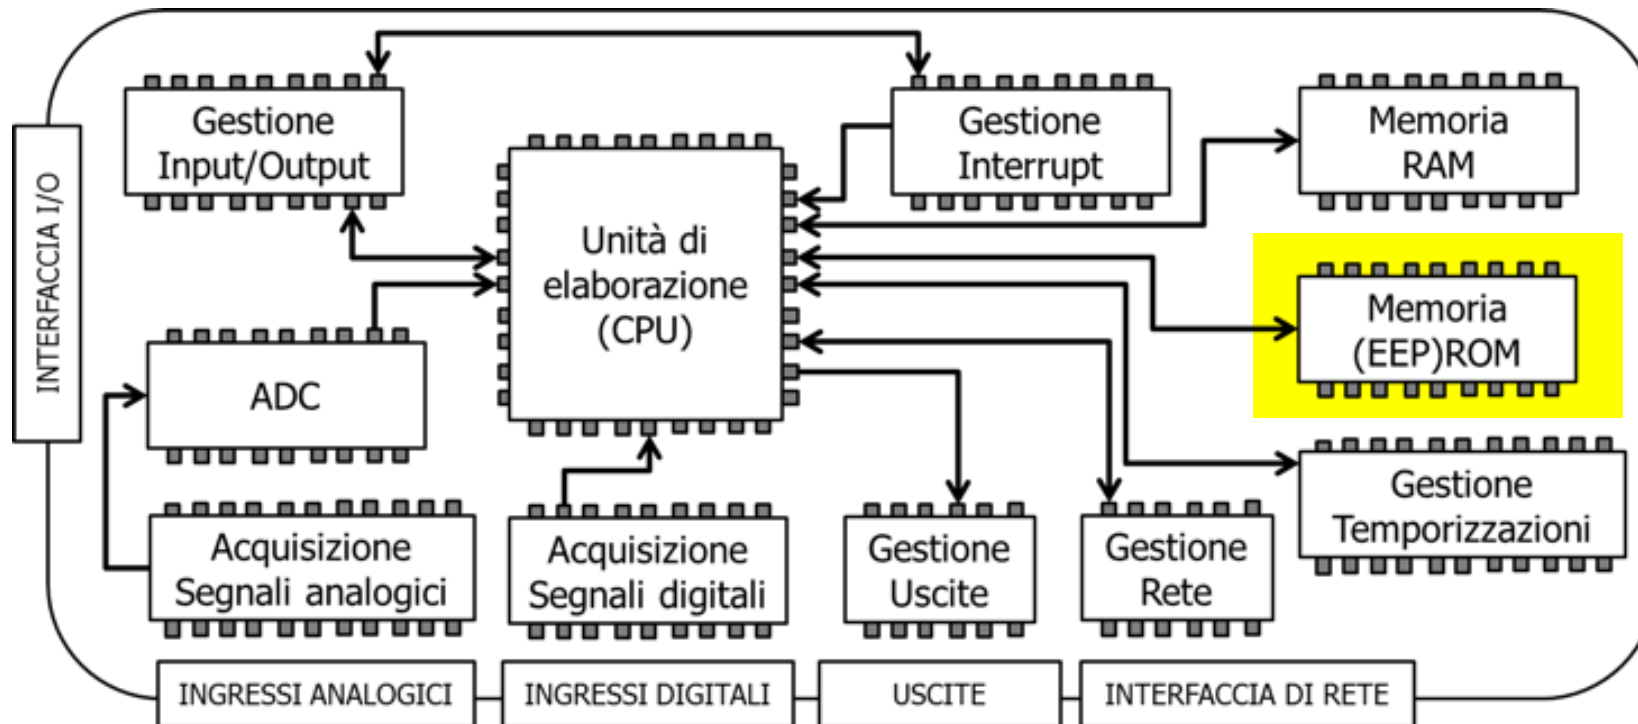 Gestione
Input/Output
Gestione
Interrupt
Memoria
RAM
INTERFACCIA I/O
Unità di
elaborazione
(CPU)
Memoria
(EEP)ROM
ADC
Gestione
Temporizzazioni
Acquisizione
Segnali analogici
Acquisizione
Segnali digitali
Gestione
Uscite
Gestione
Rete
INGRESSI ANALOGICI
INGRESSI DIGITALI
USCITE
INTERFACCIA DI RETE